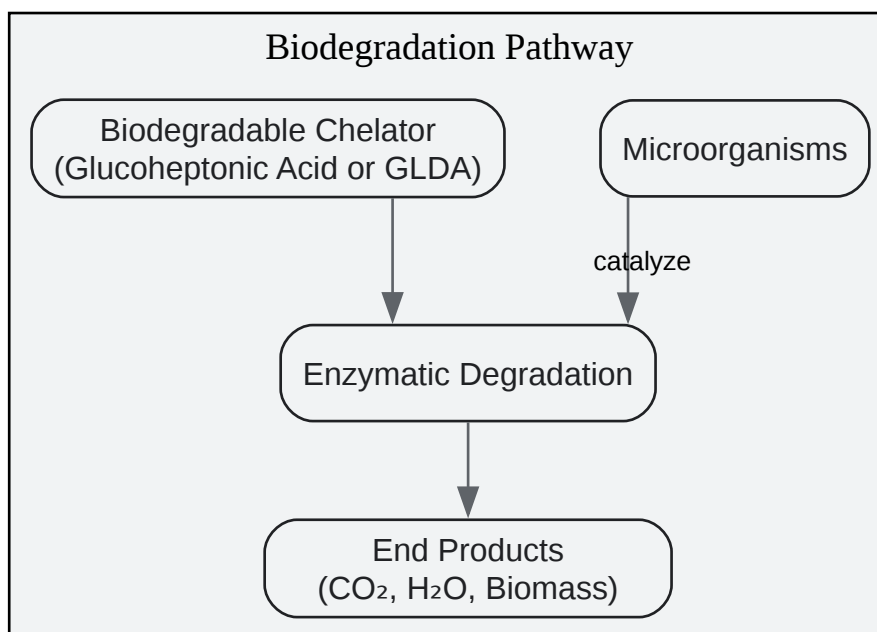 Biodegradation Pathway
Biodegradable Chelator
(Glucoheptonic Acid or GLDA)
Microorganisms
catalyze
Enzymatic Degradation
End Products
(CO₂, H₂O, Biomass)